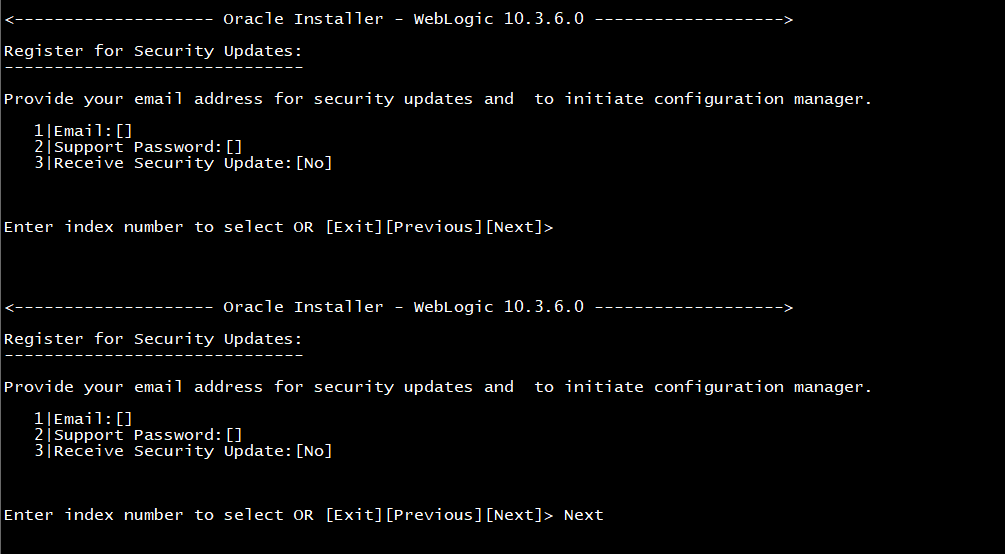 <-------------------- Oracle Installer - WebLogic 10.3.6.0 ------------------->
Register for Security Updates:
------------------------------
Provide your email address for security updates and  to initiate configuration manager.
1|Email:[]
2|Support Password:[]
3|Receive Security Update:[No]
Enter index number to select OR [Exit][Previous][Next]>
<-------------------- Oracle Installer - WebLogic 10.3.6.0 ------------------->
Register for Security Updates:
------------------------------
Provide your email address for security updates and  to initiate configuration manager.
1|Email:[]
2|Support Password:[]
3|Receive Security Update:[No]
Enter index number to select OR [Exit][Previous][Next]> Next